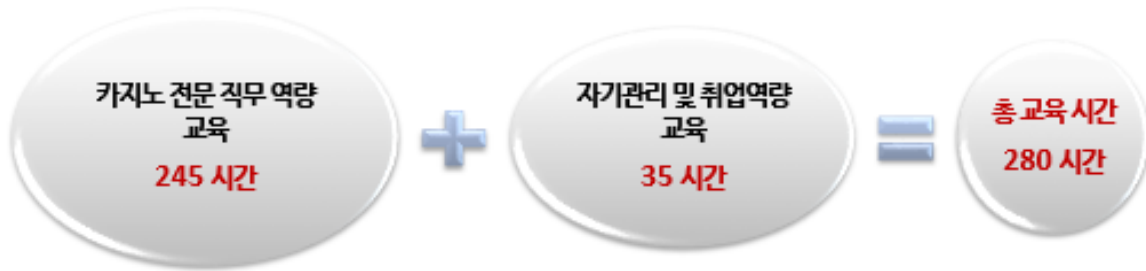 카지노 전문 직무 역량
교육
245 시간
자기관리 및 취업역량
교육
35 시간
총 교육 시간
280 시간